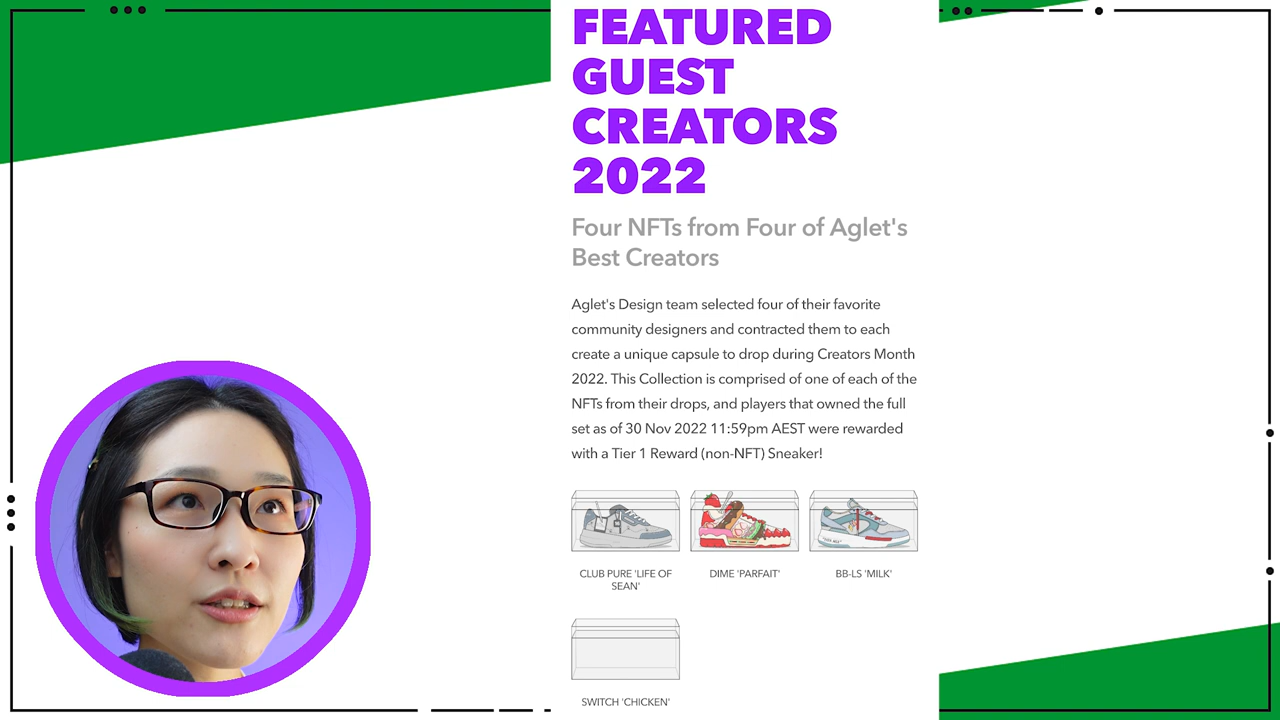 FEATURED
GUEST
CREATORS
2022
Four NFTs from Four of Aglet's
Best Creators
Aglet's Design team selected four of their favorite
community designers and contracted them to each
create a unique capsule to drop during Creators Month
2022. This Collection is comprised of one of each of the
NFTs from their drops, and players that owned the full
set as of 30 Nov 2022 11:59pm AEST were rewarded
with a Tier 1 Reward (non-NFT) Sneaker!
CLUB PURE 'LIFE OF
SEAN'
DIME 'PARFAIT'
BB-LS 'MILK'
SWITCH 'CHICKEN'